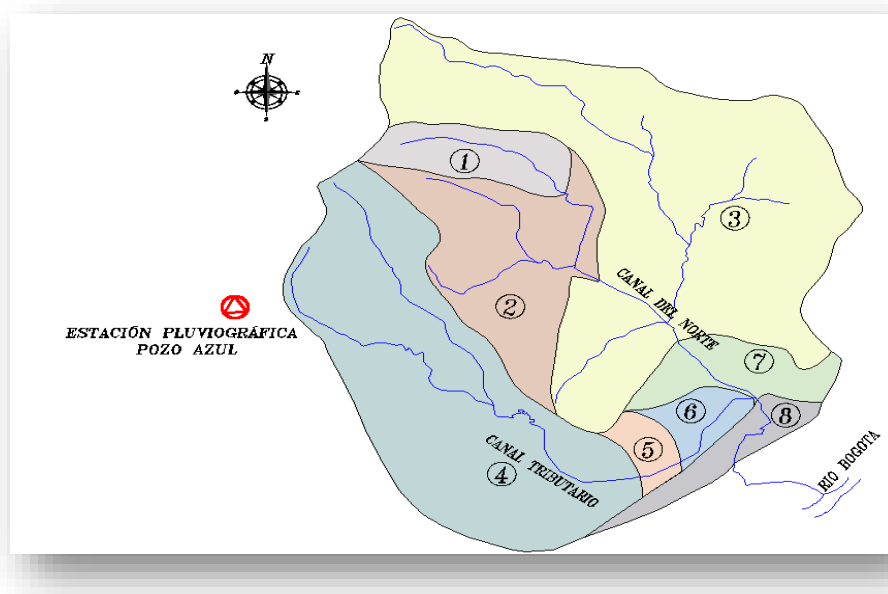 N
1
3
2
CANAL DEL NORTE
ESTACIÓN PLUVIOGRÁFICA
POZO AZUL
7
6
8
5
CANAL TRIBUTARIO
4
RIO BOGOTA